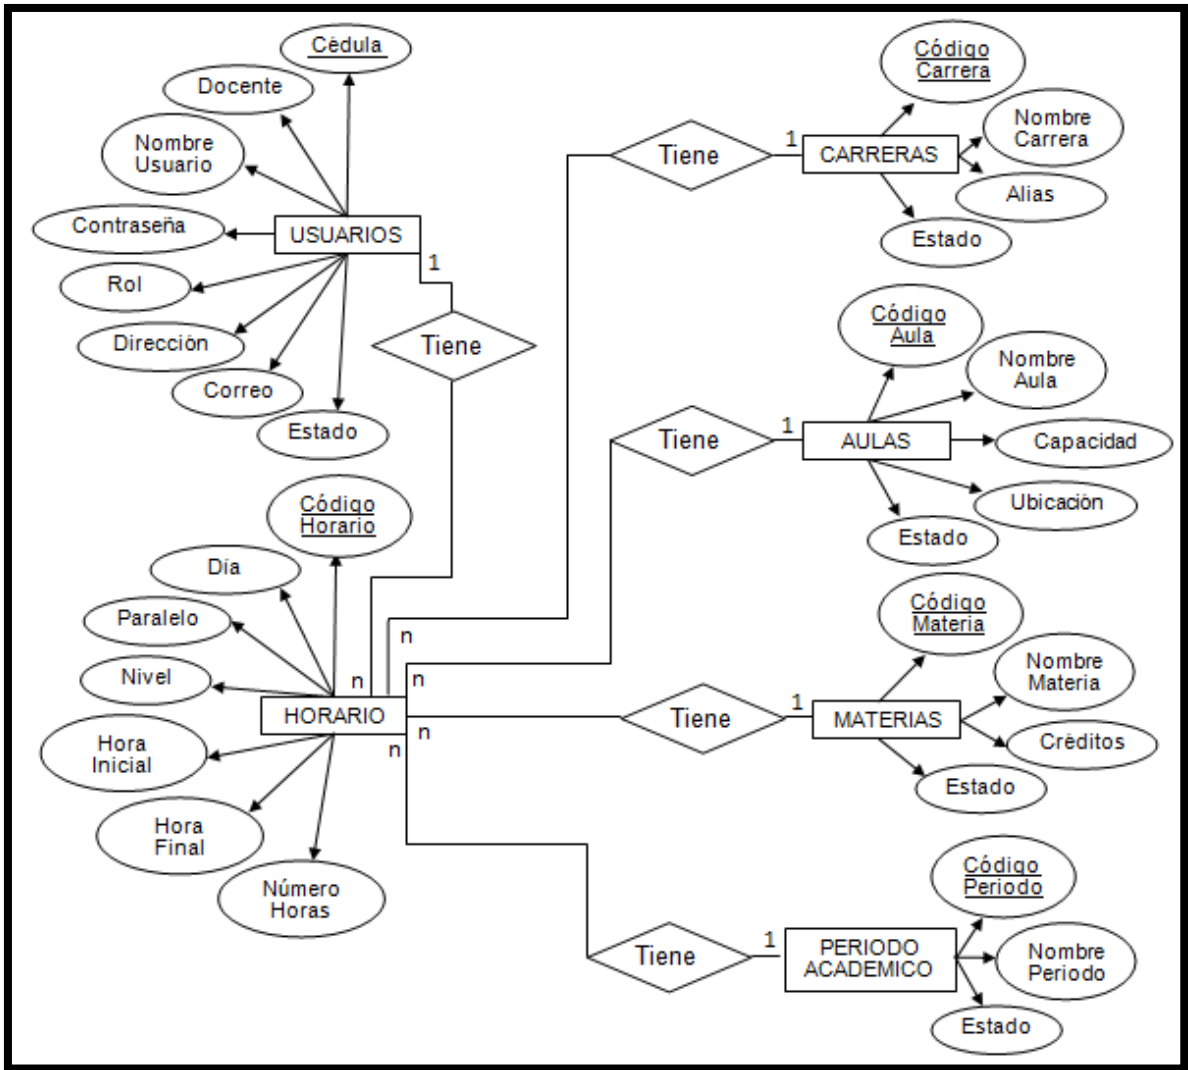 Cédula
Docente
Nombre
Usuario
Contraseña
USUARIOS
1
Rol
Dirección
Correo
Estado
Tiene
Código
Horario
Día
Paralelo
Nivel
HORARIO
Hora
Inicial
Hora
Final
Número
Horas
n
n
n
n
n
Tiene
1
CARRERAS
Código
Carrera
Nombre
Carrera
Alias
Estado
Tiene
1
AULAS
Código
Aula
Nombre
Aula
Capacidad
Ubicación
Estado
Tiene
1
MATERIAS
Código
Materia
Nombre
Materia
Créditos
Estado
Tiene
1
PERIODO
ACADEMICO
Código
Periodo
Nombre
Periodo
Estado